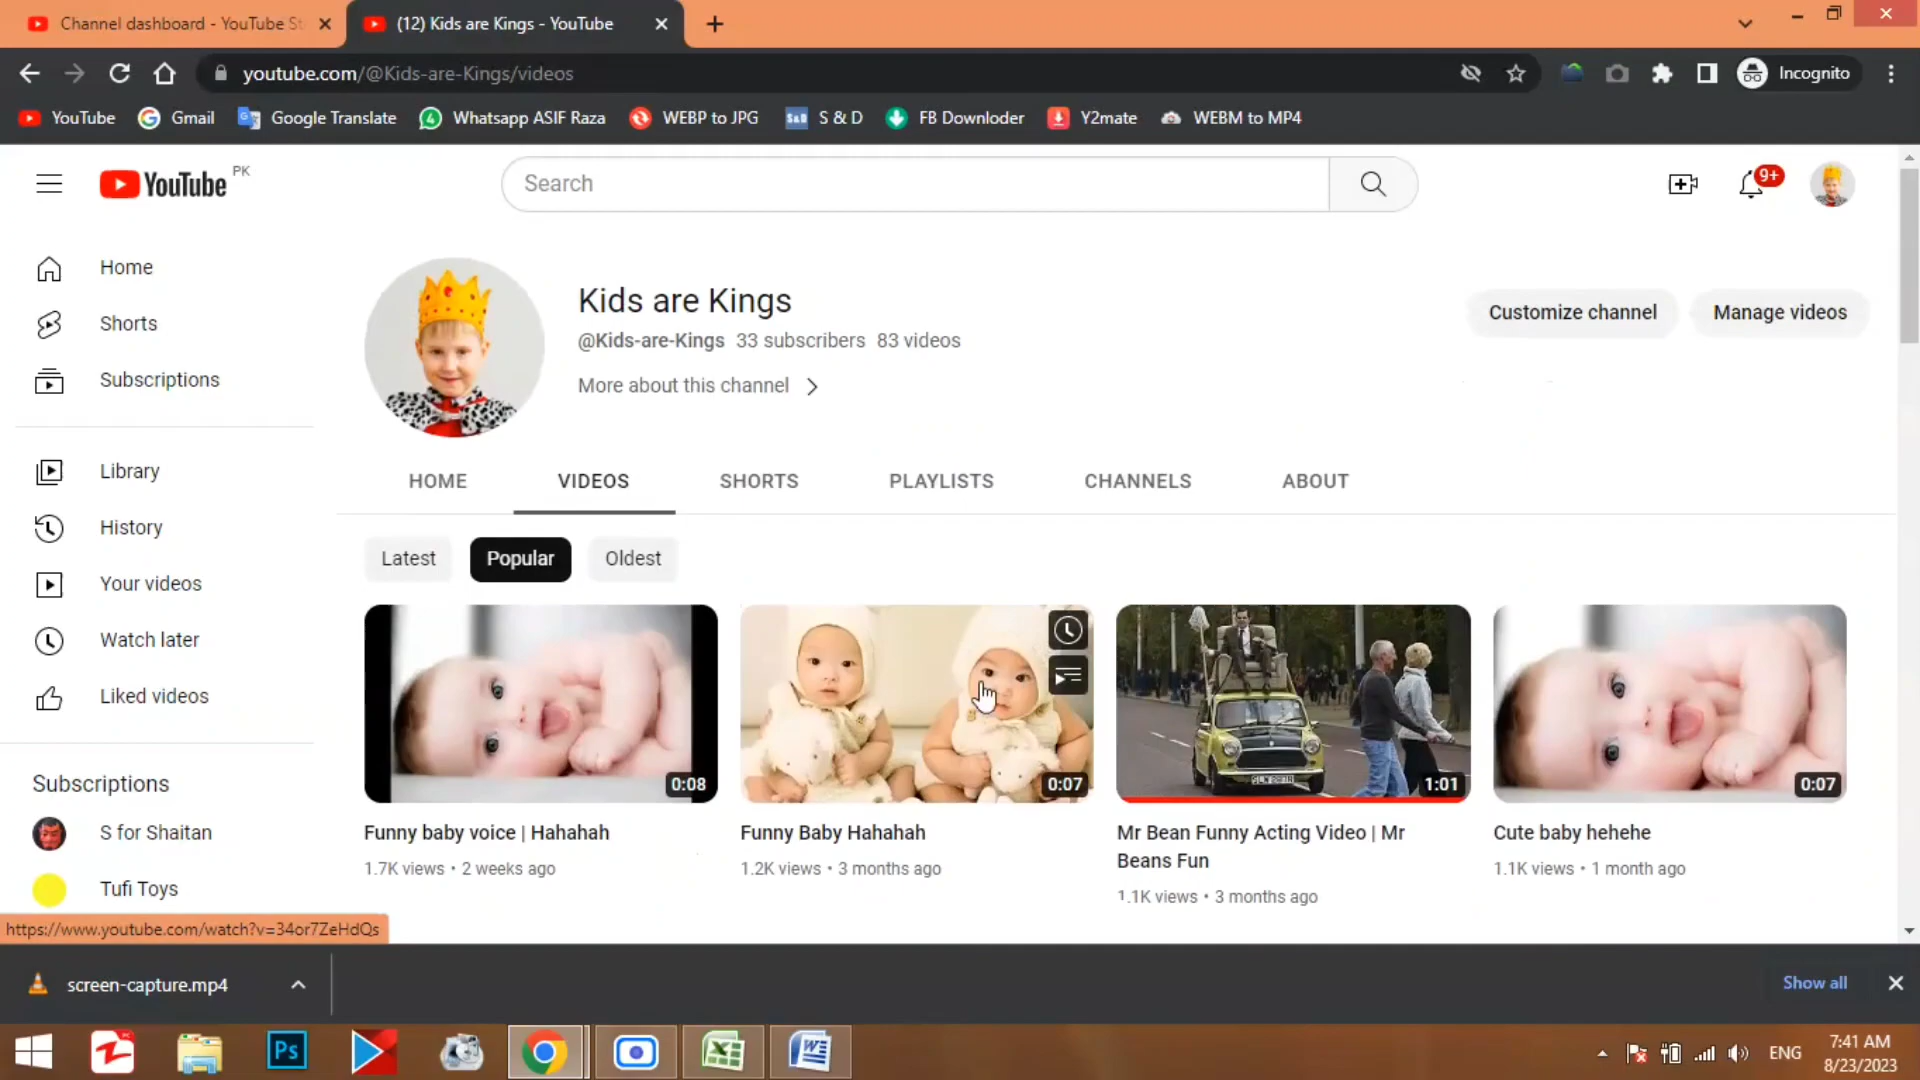 Channel dashboard - YouTube St
(12) Kids are Kings - YouTube
youtube.com/@Kids-are-Kings/videos
Incognito
YouTube
Gmail
Google Translate
Whatsapp ASIF Raza
WEBP to JPG
S & D
FB Downloder
Y2mate
WEBM to MP4
YouTube PK
Search
9+
Home
Shorts
Subscriptions
Library
History
Your videos
Watch later
Liked videos
Subscriptions
S for Shaitan
Tufi Toys
Kids are Kings
@Kids-are-Kings 33 subscribers 83 videos
More about this channel
Customize channel
Manage videos
HOME
VIDEOS
SHORTS
PLAYLISTS
CHANNELS
ABOUT
Latest
Popular
Oldest
0:08
Funny baby voice | Hahahah
1.7K views • 2 weeks ago
0:07
Funny Baby Hahahah
1.2K views • 3 months ago
1:01
Mr Bean Funny Acting Video | Mr
Beans Fun
1.1K views • 3 months ago
0:07
Cute baby hehehe
1.1K views • 1 month ago
https://www.youtube.com/watch?v=34or7ZeHdQs
screen-capture.mp4
Show all
Ps
ENG
7:41 AM
8/23/2023